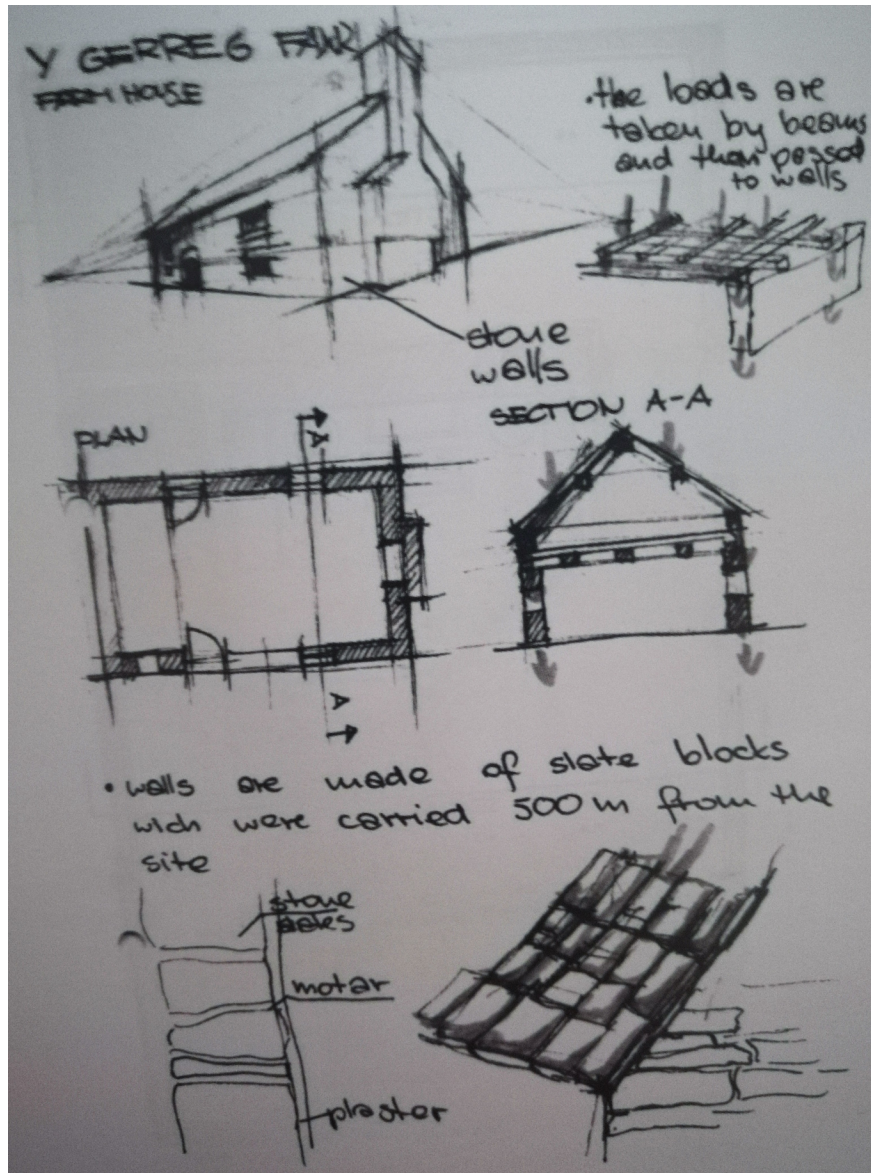 Y GERREG FAWR
FARM HOUSE
• the loads are
taken by beams
and then passed
to walls
stone
walls
PLAN
SECTION A-A
A
A
• walls are made of slate blocks
wich were carried 500 m from the
site
stone
motar
plaster